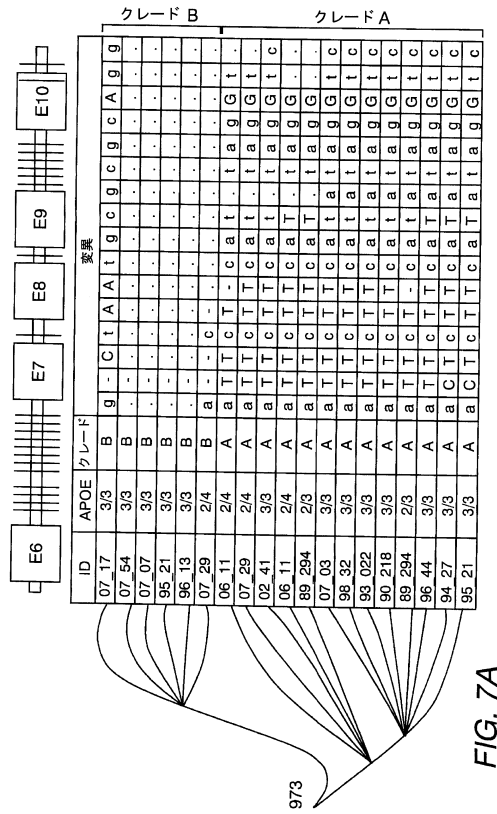 E6 E7 E8 E9 E10
ID APOE クレード 変異
07_17 3/3 B g - C t A A t g c g c g c A g g
07_54 3/3 B . - . . . . . . . . . . . . . .
07_07 3/3 B . - . . . . . . . . . . . . . .
95_21 3/3 B . - . . . . . . . . . . . . . .
96_13 3/3 B . - . . . . . . . . . . . . . .
07_29 2/4 B a - . c . - . . . . . . . . . .
06_11 2/4 A a T T c T - c a t . t a g G t .
07_29 2/4 A a T T c T T c a t . t a g G t .
02_41 3/3 A a T T c T T c a t . t a g G t c
06_11 2/4 A a T T c T T c a T . t a g G . .
89_294 2/3 A a T T c T T c a T . t a g G . .
07_03 3/3 A a T T c T T c a t a t a g G t c
98_32 3/3 A a T T c T T c a t a t a g G t c
93_022 3/3 A a T T c T T c a t a t a g G t c
90_218 3/3 A a T T c T T c a t a t a g G t c
89_294 2/3 A a T T c T - c a t a t a g G t c
96_44 3/3 A a T T c T T c a T a t a g G t c
94_27 3/3 A a C T c T T c a T a t a g G t c
95_21 3/3 A a C T c T T c a T a t a g G t c
クレード B
クレード A
973
FIG. 7A